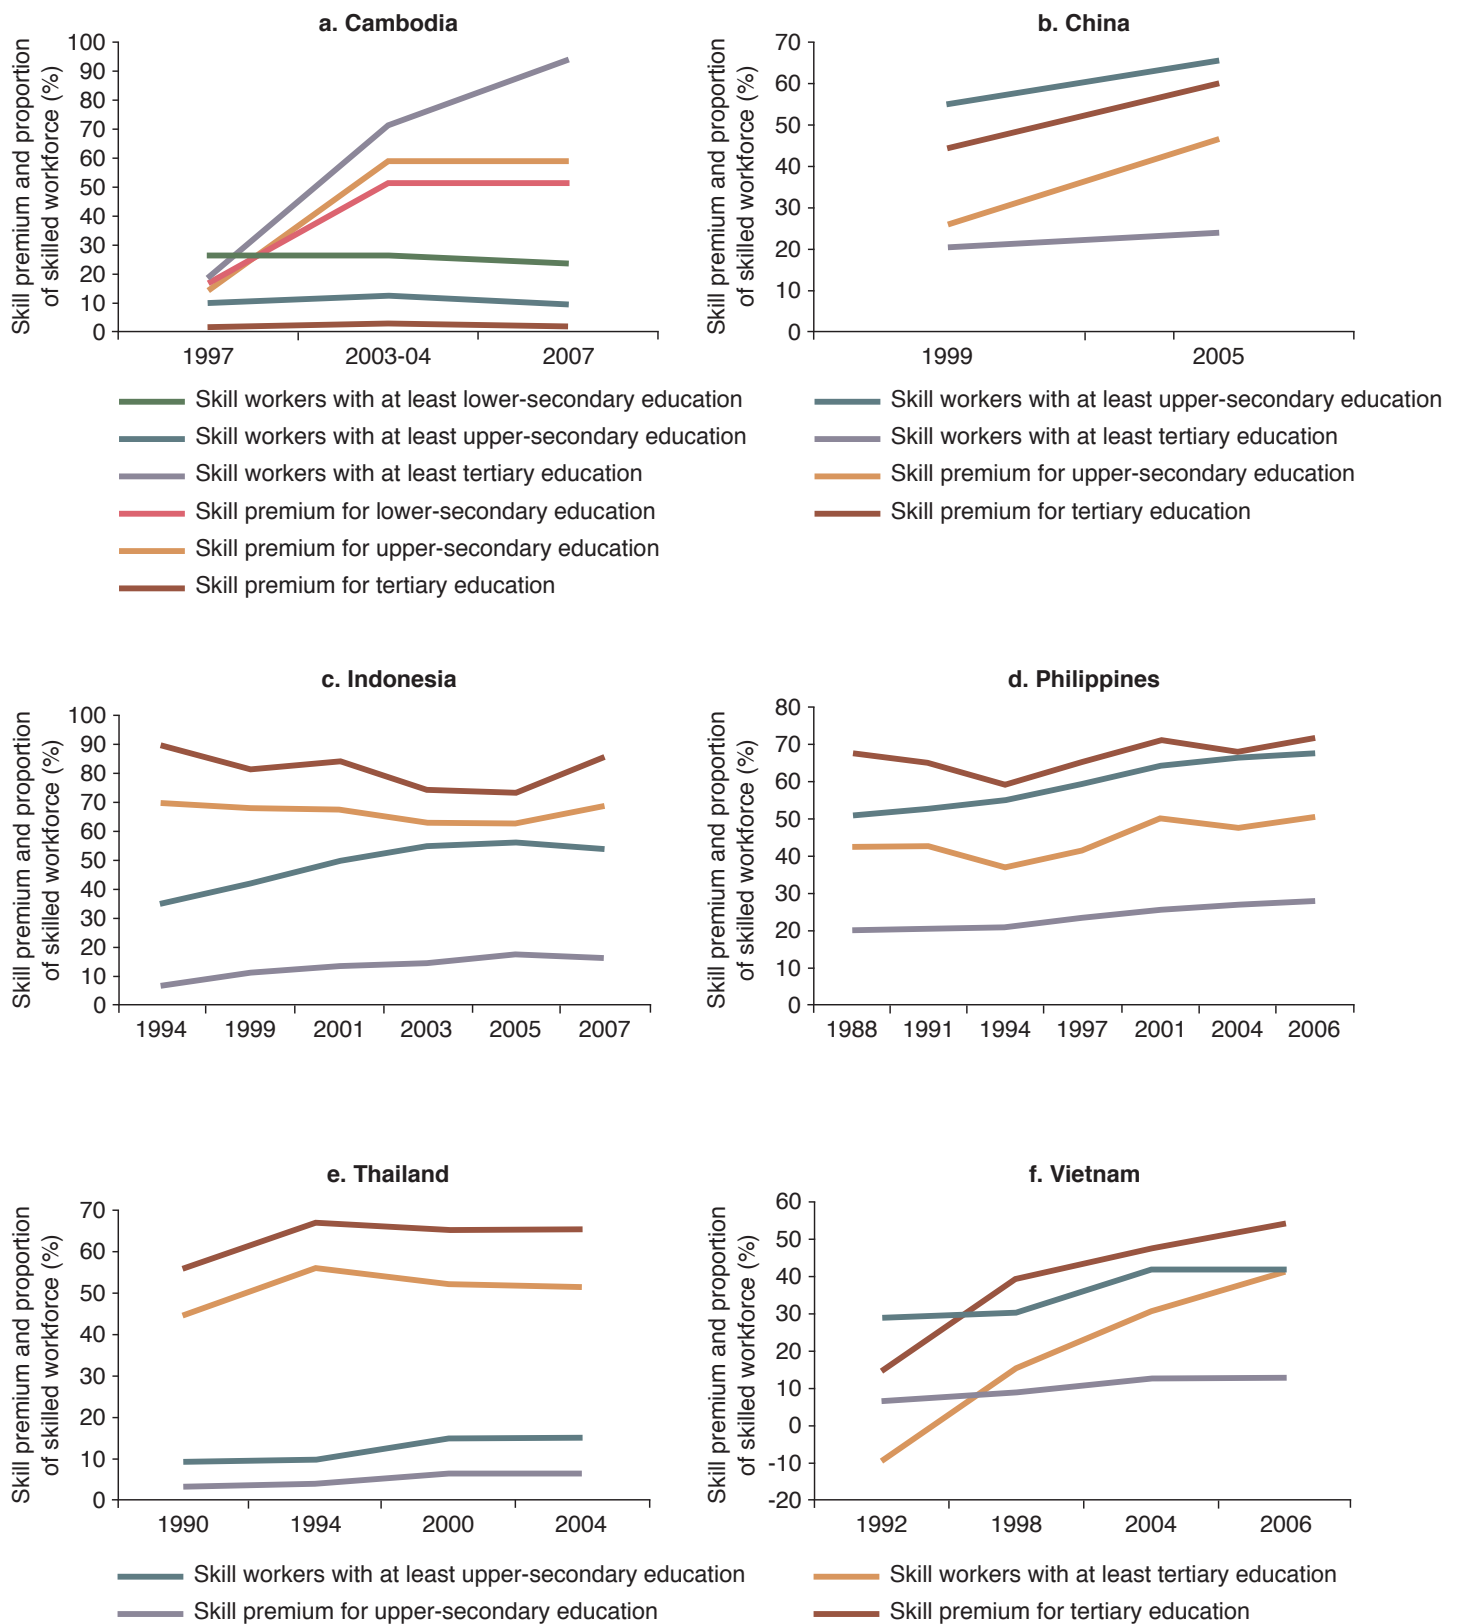 a. Cambodia
Skill premium and proportion
of skilled workforce (%)
100
90
80
70
60
50
40
30
20
10
0
1997 2003-04 2007
Skill workers with at least lower-secondary education
Skill workers with at least upper-secondary education
Skill workers with at least tertiary education
Skill premium for lower-secondary education
Skill premium for upper-secondary education
Skill premium for tertiary education
b. China
Skill premium and proportion
of skilled workforce (%)
70
60
50
40
30
20
10
0
1999 2005
Skill workers with at least upper-secondary education
Skill workers with at least tertiary education
Skill premium for upper-secondary education
Skill premium for tertiary education
c. Indonesia
Skill premium and proportion
of skilled workforce (%)
100
90
80
70
60
50
40
30
20
10
0
1994 1999 2001 2003 2005 2007
d. Philippines
Skill premium and proportion
of skilled workforce (%)
80
70
60
50
40
30
20
10
0
1988 1991 1994 1997 2001 2004 2006
e. Thailand
Skill premium and proportion
of skilled workforce (%)
70
60
50
40
30
20
10
0
1990 1994 2000 2004
f. Vietnam
Skill premium and proportion
of skilled workforce (%)
60
50
40
30
20
10
0
-10
-20
1992 1998 2004 2006
Skill workers with at least upper-secondary education
Skill premium for upper-secondary education
Skill workers with at least tertiary education
Skill premium for tertiary education